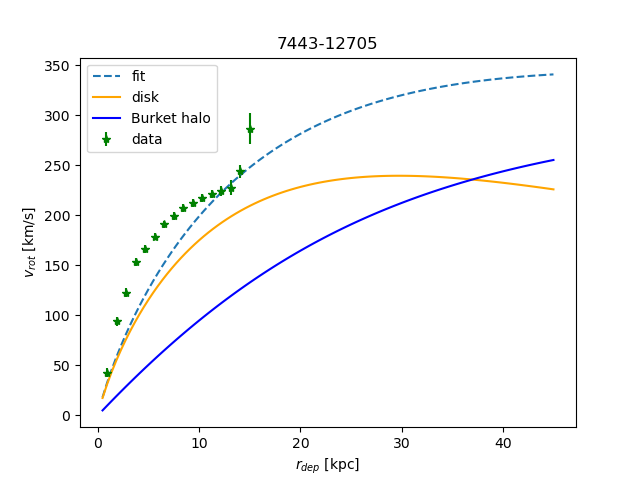 7443-12705
fit
disk
Burket halo
data
350
300
250
200
150
100
50
0
v_rot [km/s]
0 10 20 30 40
r_dep [kpc]